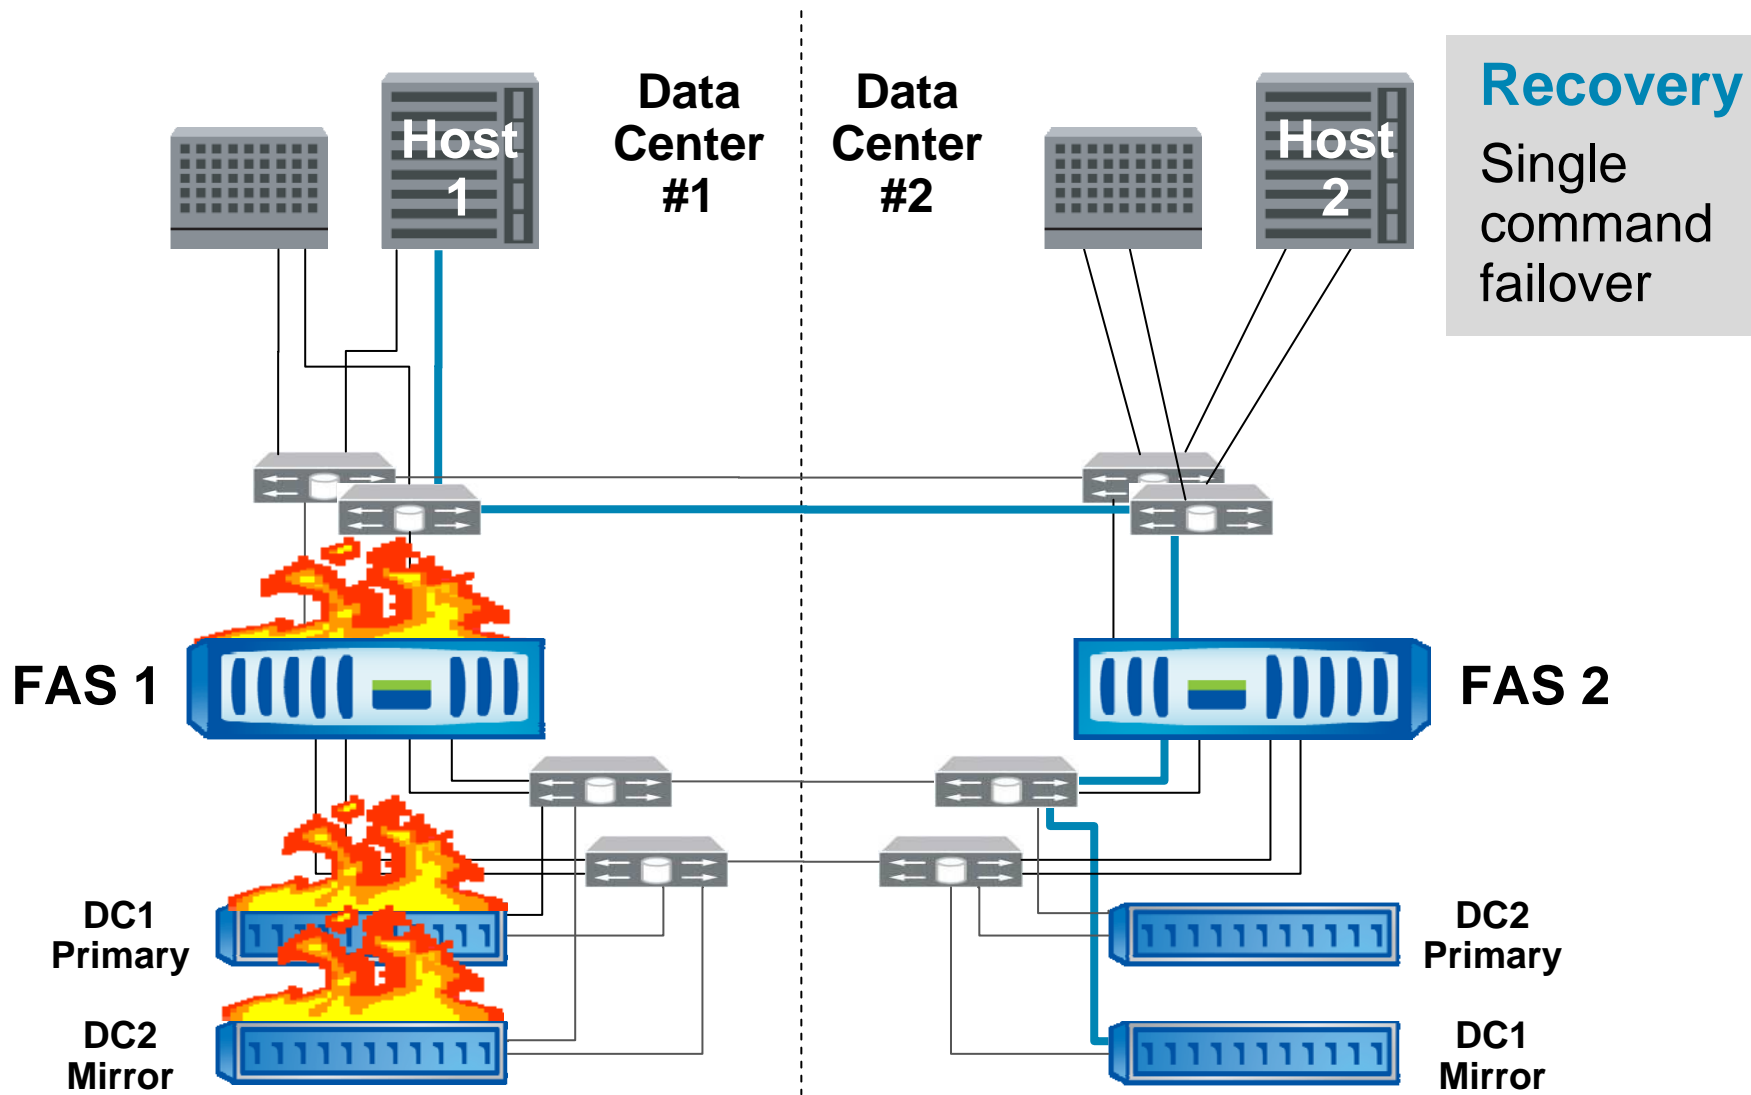 Data
Center
#1
Data
Center
#2
Host
1
Host
2
Recovery
Single
command
failover
FAS 1
FAS 2
DC1
Primary
DC2
Mirror
DC2
Primary
DC1
Mirror